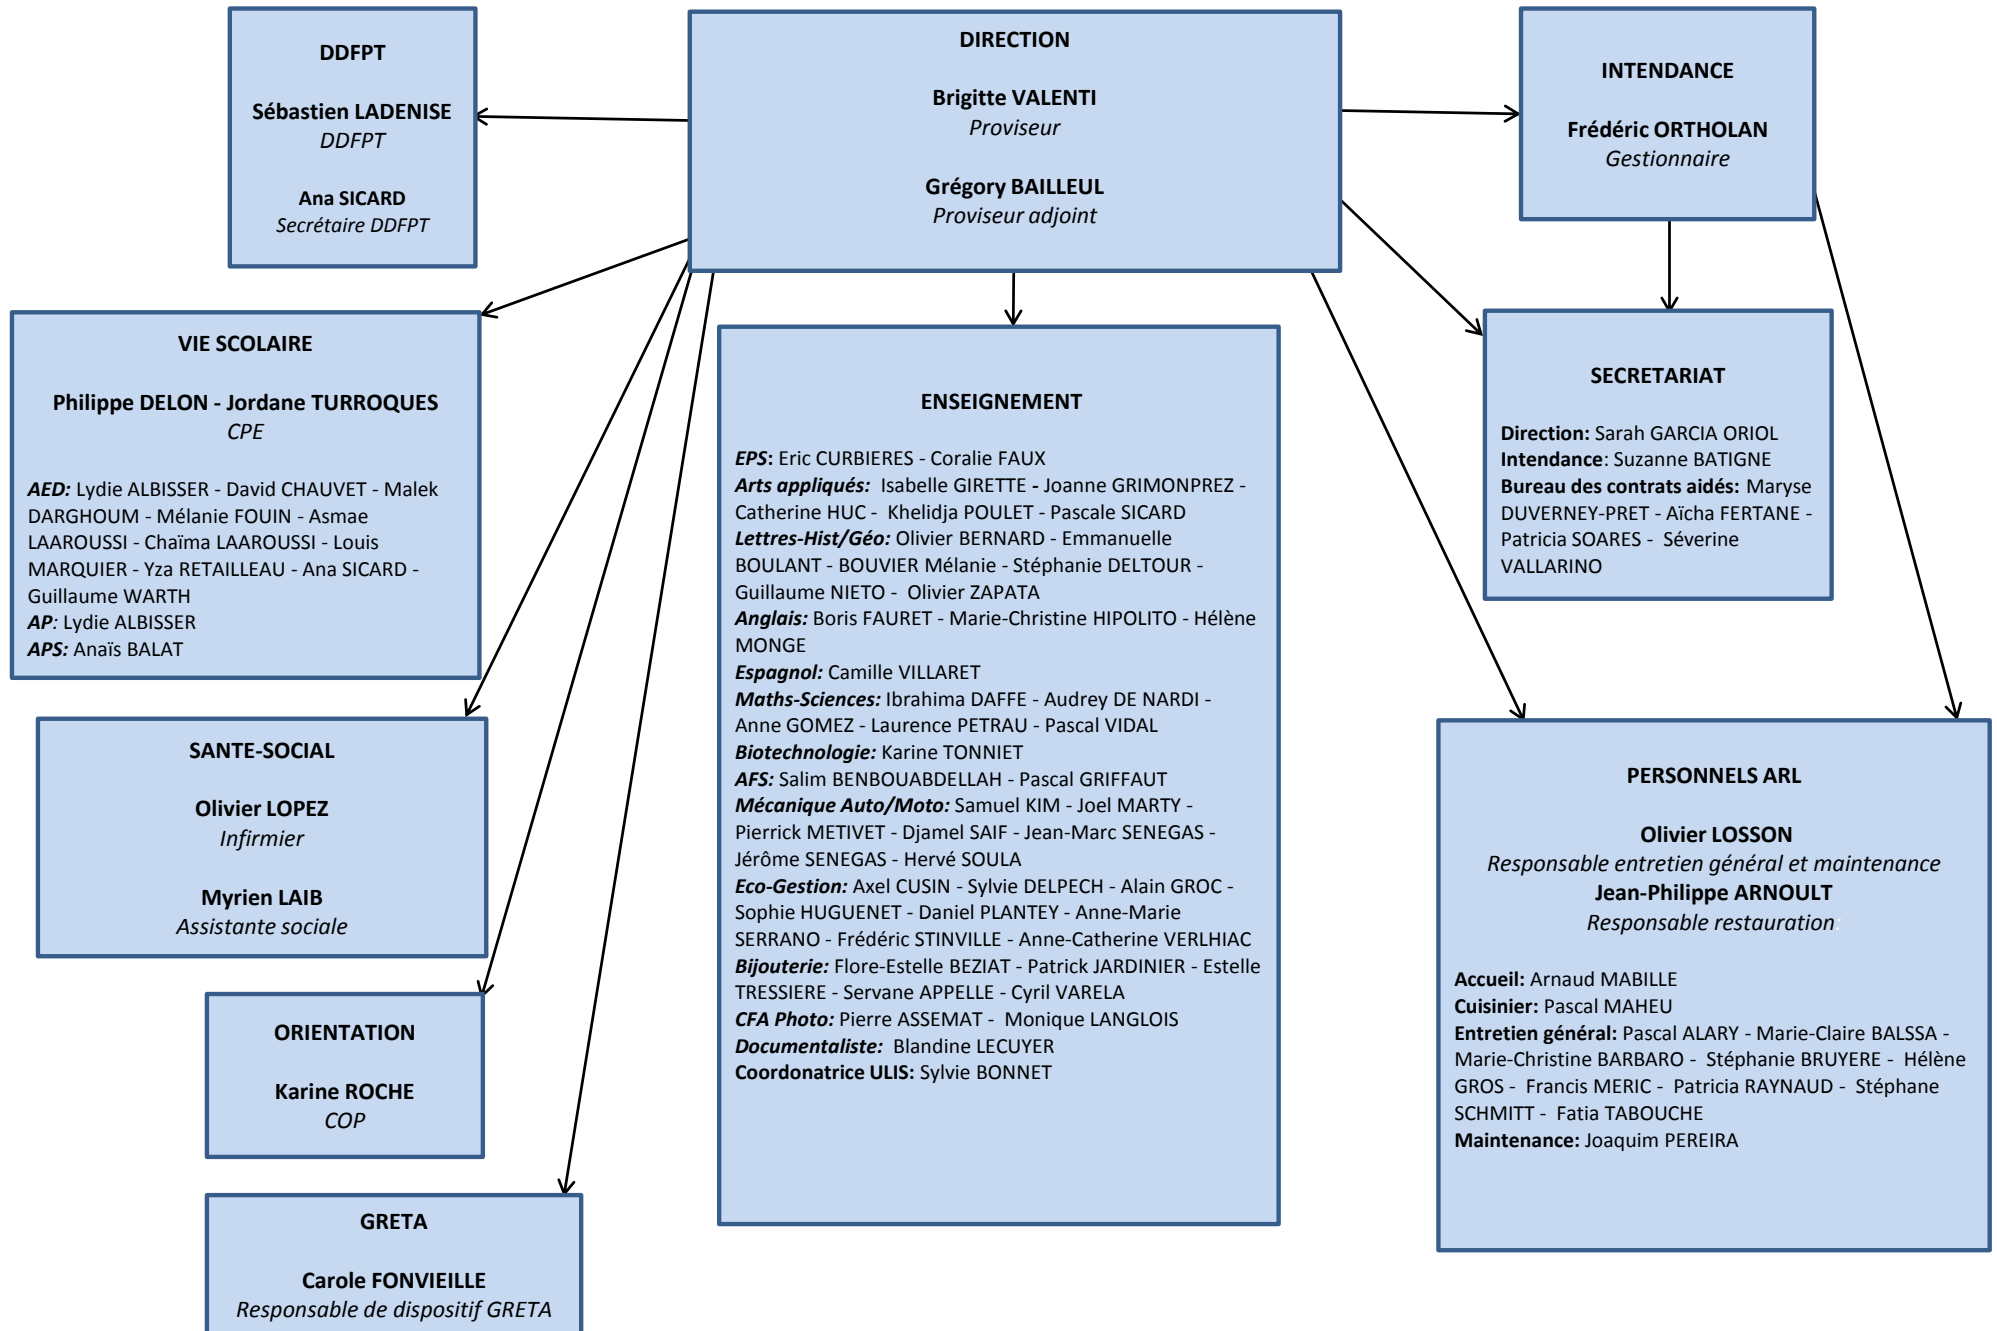 DDFPT
Sébastien LADENISE
DDFPT
Ana SICARD
Secrétaire DDFPT
DIRECTION
Brigitte VALENTI
Proviseur
Grégory BAILLEUL
Proviseur adjoint
INTENDANCE
Frédéric ORTHOLAN
Gestionnaire
VIE SCOLAIRE
Philippe DELON - Jordane TURROQUES
CPE
AED: Lydie ALBISSER - David CHAUVET - Malek
DARGHOUM - Mélanie FOUIN - Asmae
LAAROUSSI - Chaïma LAAROUSSI - Louis
MARQUIER - Yza RETAILLEAU - Ana SICARD -
Guillaume WARTH
AP: Lydie ALBISSER
APS: Anaïs BALAT
ENSEIGNEMENT
EPS: Eric CURBIERES - Coralie FAUX
Arts appliqués:  Isabelle GIRETTE - Joanne GRIMONPREZ -
Catherine HUC -  Khelidja POULET - Pascale SICARD
Lettres-Hist/Géo: Olivier BERNARD - Emmanuelle
BOULANT - BOUVIER Mélanie - Stéphanie DELTOUR -
Guillaume NIETO -  Olivier ZAPATA
Anglais: Boris FAURET - Marie-Christine HIPOLITO - Hélène
MONGE
Espagnol: Camille VILLARET
Maths-Sciences: Ibrahima DAFFE - Audrey DE NARDI -
Anne GOMEZ - Laurence PETRAU - Pascal VIDAL
Biotechnologie: Karine TONNIET
AFS: Salim BENBOUABDELLAH - Pascal GRIFFAUT
Mécanique Auto/Moto: Samuel KIM - Joel MARTY -
Pierrick METIVET - Djamel SAIF - Jean-Marc SENEGAS -
Jérôme SENEGAS - Hervé SOULA
Eco-Gestion: Axel CUSIN - Sylvie DELPECH - Alain GROC -
Sophie HUGUENET - Daniel PLANTEY - Anne-Marie
SERRANO - Frédéric STINVILLE - Anne-Catherine VERLHIAC
Bijouterie: Flore-Estelle BEZIAT - Patrick JARDINIER - Estelle
TRESSIERE - Servane APPELLE - Cyril VARELA
CFA Photo: Pierre ASSEMAT -  Monique LANGLOIS
Documentaliste:  Blandine LECUYER
Coordonatrice ULIS: Sylvie BONNET
SECRETARIAT
Direction: Sarah GARCIA ORIOL
Intendance: Suzanne BATIGNE
Bureau des contrats aidés: Maryse
DUVERNEY-PRET - Aïcha FERTANE -
Patricia SOARES -  Séverine
VALLARINO
SANTE-SOCIAL
Olivier LOPEZ
Infirmier
Myrien LAIB
Assistante sociale
PERSONNELS ARL
Olivier LOSSON
Responsable entretien général et maintenance
Jean-Philippe ARNOULT
Responsable restauration:
Accueil: Arnaud MABILLE
Cuisinier: Pascal MAHEU
Entretien général: Pascal ALARY - Marie-Claire BALSSA -
Marie-Christine BARBARO -  Stéphanie BRUYERE -  Hélène
GROS -  Francis MERIC -  Patricia RAYNAUD -  Stéphane
SCHMITT -  Fatia TABOUCHE
Maintenance: Joaquim PEREIRA
ORIENTATION
Karine ROCHE
COP
GRETA
Carole FONVIEILLE
Responsable de dispositif GRETA